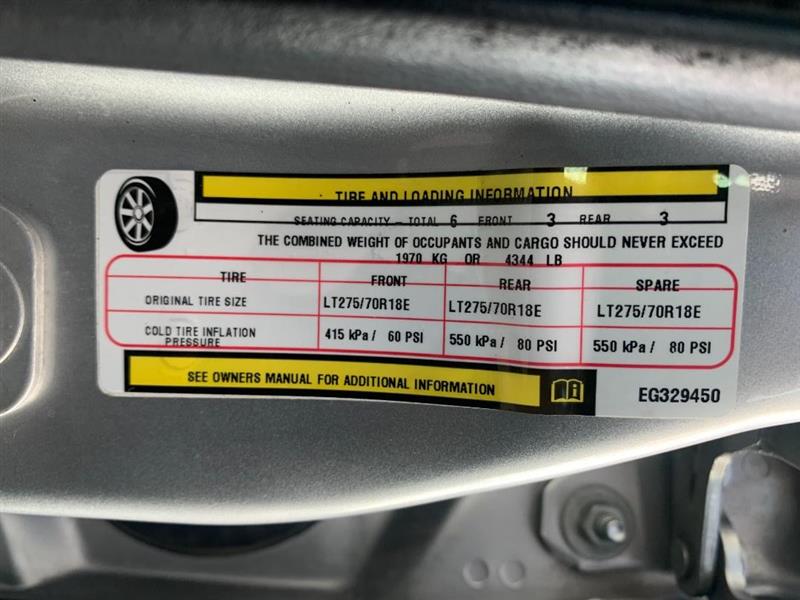 TIRE AND LOADING INFORMATION
SEATING CAPACITY – TOTAL 6 FRONT 3 REAR 3
THE COMBINED WEIGHT OF OCCUPANTS AND CARGO SHOULD NEVER EXCEED
1970 KG OR 4344 LB
TIRE FRONT REAR SPARE
ORIGINAL TIRE SIZE LT275/70R18E LT275/70R18E LT275/70R18E
COLD TIRE INFLATION PRESSURE 415 kPa / 60 PSI 550 kPa / 80 PSI 550 kPa / 80 PSI
SEE OWNERS MANUAL FOR ADDITIONAL INFORMATION
EG329450